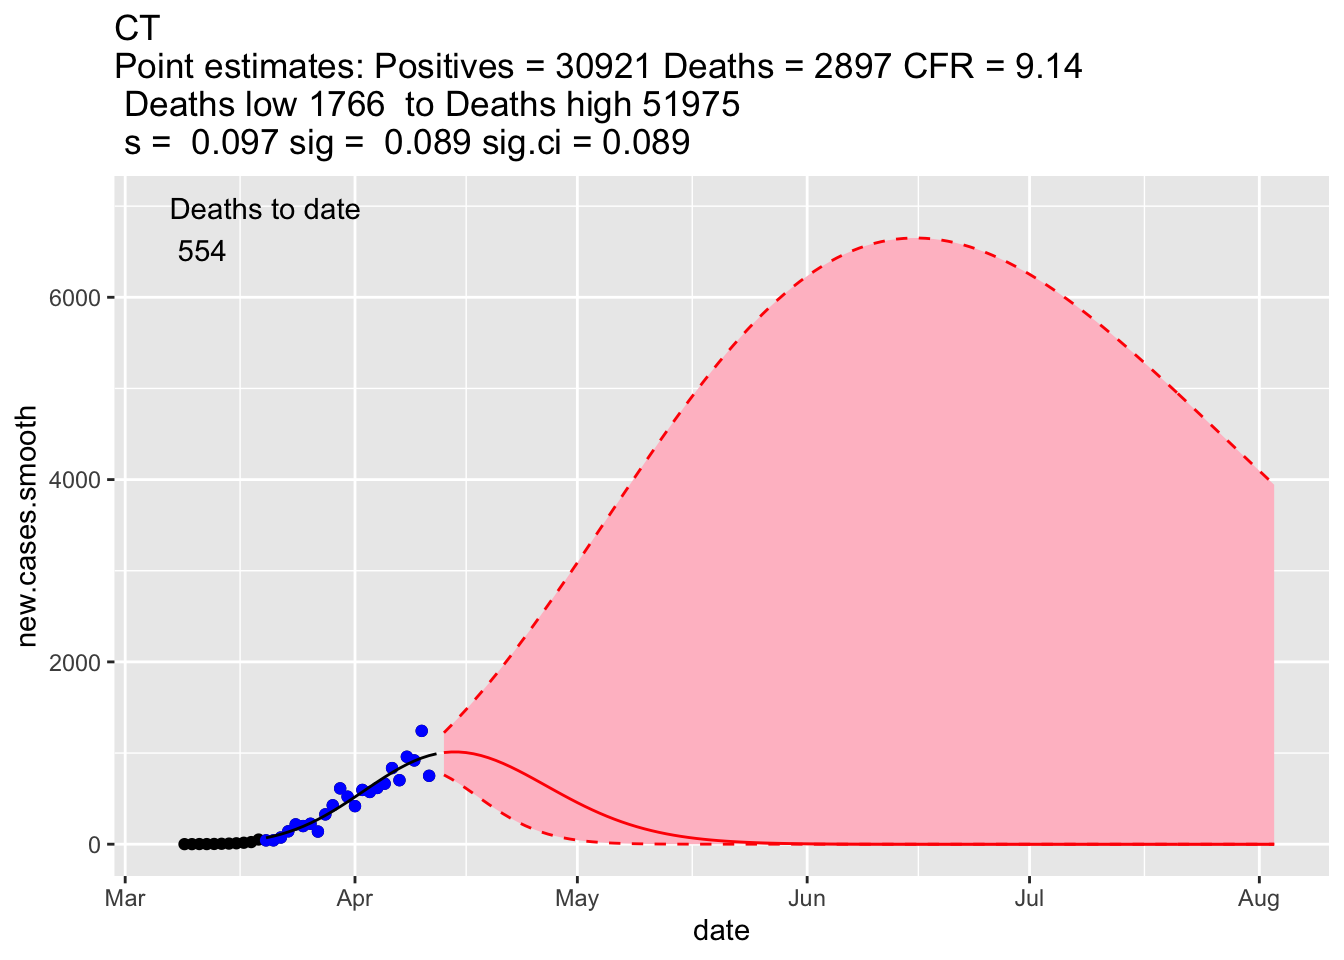 CT
Point estimates: Positives = 30921 Deaths = 2897 CFR = 9.14
Deaths low 1766  to Deaths high 51975
s =  0.097 sig =  0.089 sig.ci = 0.089
Deaths to date
554
6000
4000
2000
0
new.cases.smooth
Mar Apr May Jun Jul Aug
date